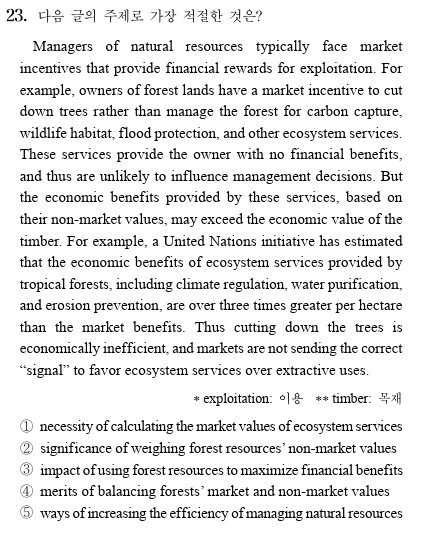 23. 다음 글의 주제로 가장 적절한 것은?
Managers of natural resources typically face market
incentives that provide financial rewards for exploitation. For
example, owners of forest lands have a market incentive to cut
down trees rather than manage the forest for carbon capture,
wildlife habitat, flood protection, and other ecosystem services.
These services provide the owner with no financial benefits,
and thus are unlikely to influence management decisions. But
the economic benefits provided by these services, based on
their non-market values, may exceed the economic value of the
timber. For example, a United Nations initiative has estimated
that the economic benefits of ecosystem services provided by
tropical forests, including climate regulation, water purification,
and erosion prevention, are over three times greater per hectare
than the market benefits. Thus cutting down the trees is
economically inefficient, and markets are not sending the correct
“signal” to favor ecosystem services over extractive uses.
* exploitation: 이용 ** timber: 목재
① necessity of calculating the market values of ecosystem services
② significance of weighing forest resources’ non-market values
③ impact of using forest resources to maximize financial benefits
④ merits of balancing forests’ market and non-market values
⑤ ways of increasing the efficiency of managing natural resources